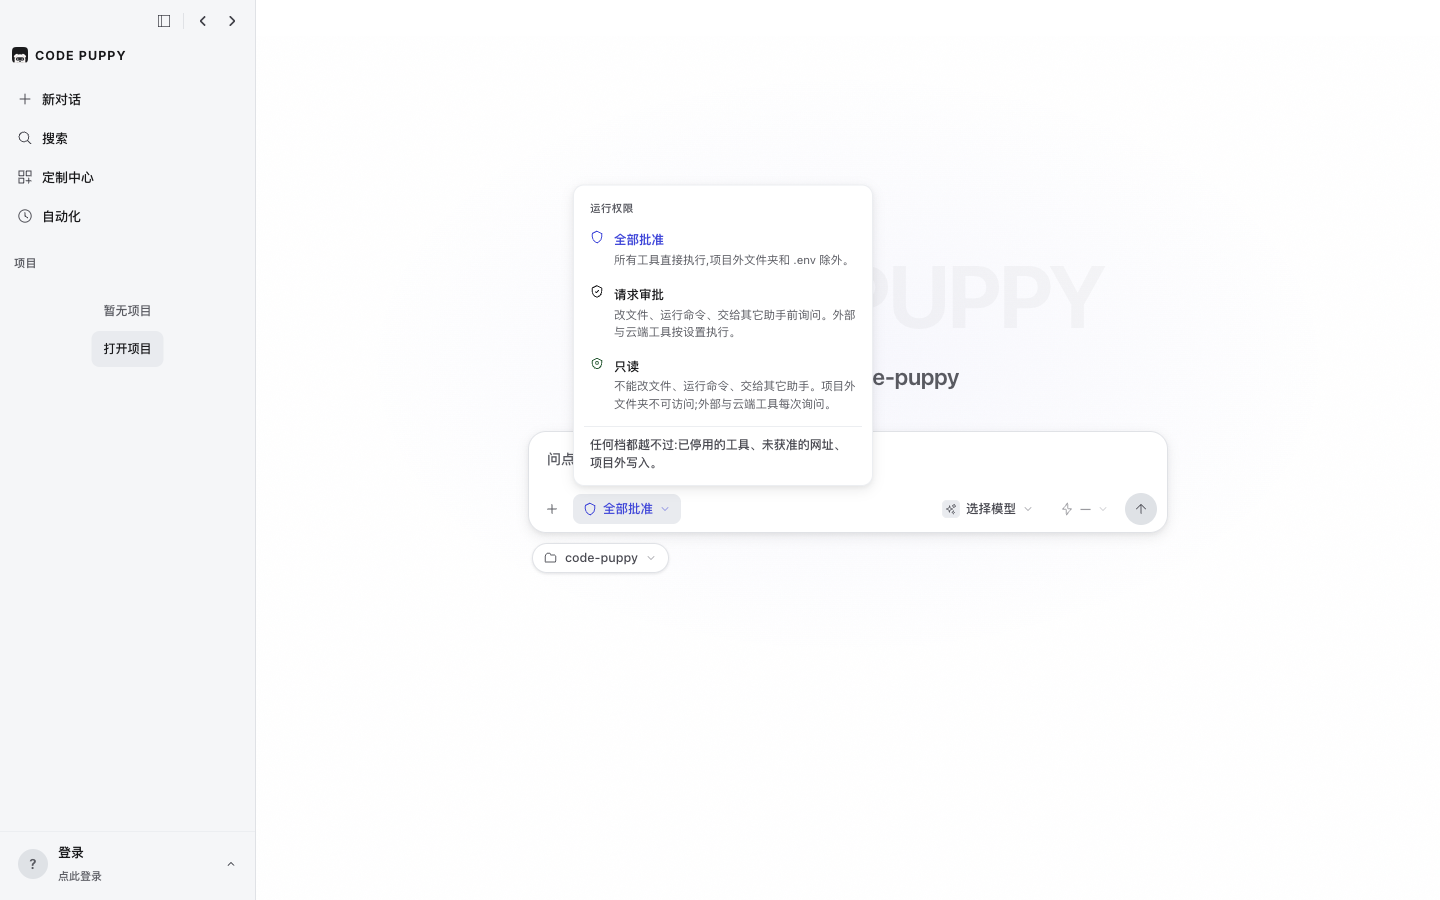 CODE PUPPY
新对话
搜索
定制中心
自动化
项目
暂无项目
打开项目
登录
点此登录
?
PUPPY
e-puppy
运行权限
全部批准
所有工具直接执行,项目外文件夹和 .env 除外。
请求审批
改文件、运行命令、交给其它助手前询问。外部
与云端工具按设置执行。
只读
不能改文件、运行命令、交给其它助手。项目外
文件夹不可访问;外部与云端工具每次询问。
任何档都越不过:已停用的工具、未获准的网址、
项目外写入。
问点
全部批准
选择模型
—
code-puppy